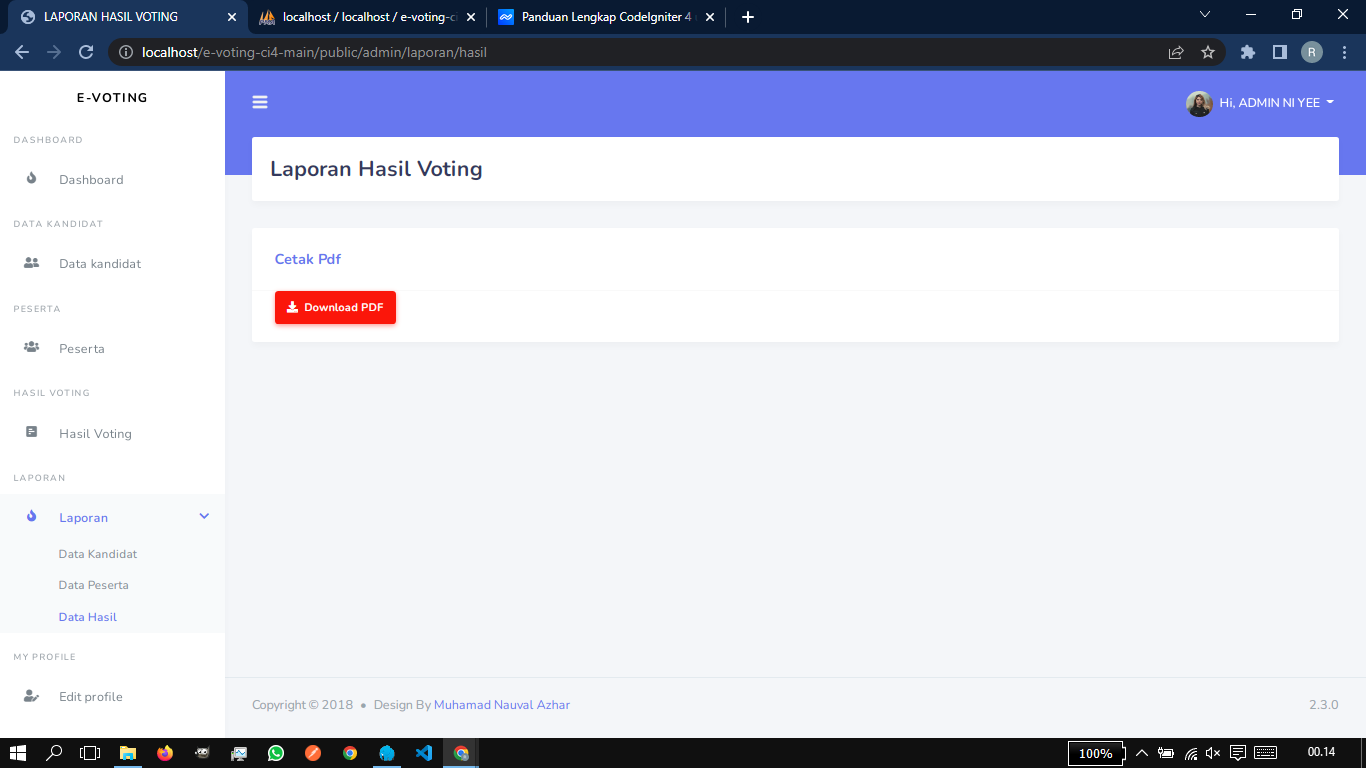 LAPORAN HASIL VOTING
localhost / localhost / e-voting-ci
Panduan Lengkap CodeIgniter 4
localhost/e-voting-ci4-main/public/admin/laporan/hasil
R
E-VOTING
Hi, ADMIN NI YEE
DASHBOARD
Dashboard
Laporan Hasil Voting
DATA KANDIDAT
Data kandidat
Cetak Pdf
Download PDF
PESERTA
Peserta
HASIL VOTING
Hasil Voting
LAPORAN
Laporan
Data Kandidat
Data Peserta
Data Hasil
MY PROFILE
Edit profile
Copyright © 2018 • Design By Muhamad Nauval Azhar
2.3.0
100%
00.14